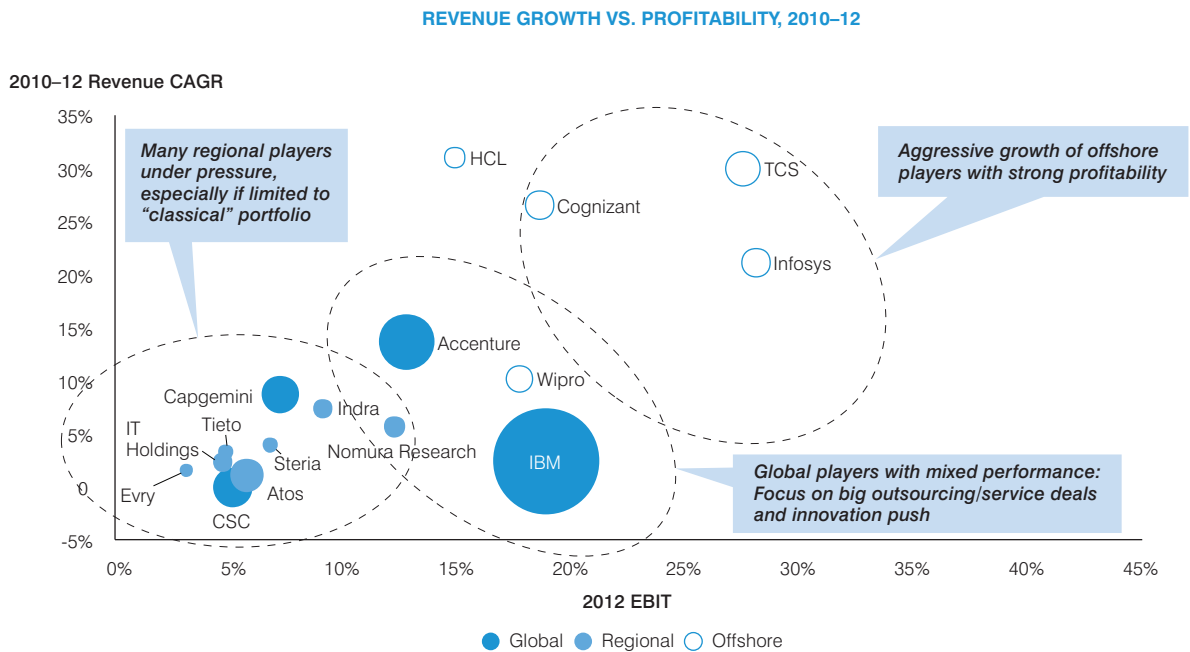 REVENUE GROWTH VS. PROFITABILITY, 2010–12
2010–12 Revenue CAGR
35%
30%
25%
20%
15%
10%
5%
0
-5%
Many regional players
under pressure,
especially if limited to
“classical” portfolio
HCL
TCS
Cognizant
Infosys
Aggressive growth of offshore
players with strong profitability
Accenture
Wipro
Capgemini
Indra
IT
Holdings
Tieto
Nomura Research
Steria
Evry
Atos
CSC
IBM
Global players with mixed performance:
Focus on big outsourcing/service deals
and innovation push
0%
5%
10%
15%
20%
25%
30%
35%
40%
45%
2012 EBIT
Global
Regional
Offshore